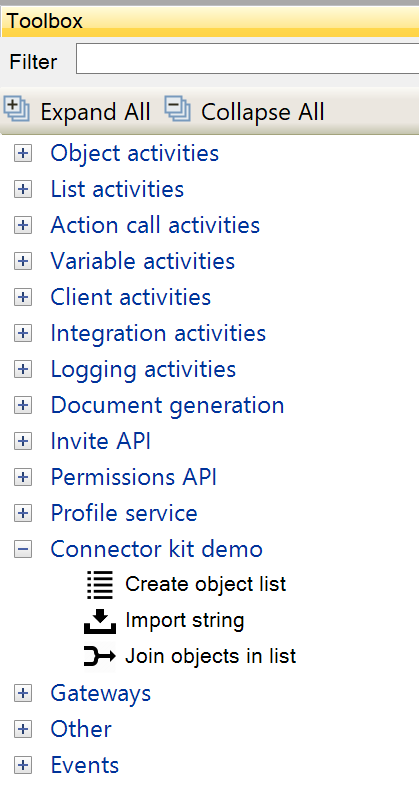 Toolbox
Filter
Expand All Collapse All
Object activities
List activities
Action call activities
Variable activities
Client activities
Integration activities
Logging activities
Document generation
Invite API
Permissions API
Profile service
Connector kit demo
Create object list
Import string
Join objects in list
Gateways
Other
Events